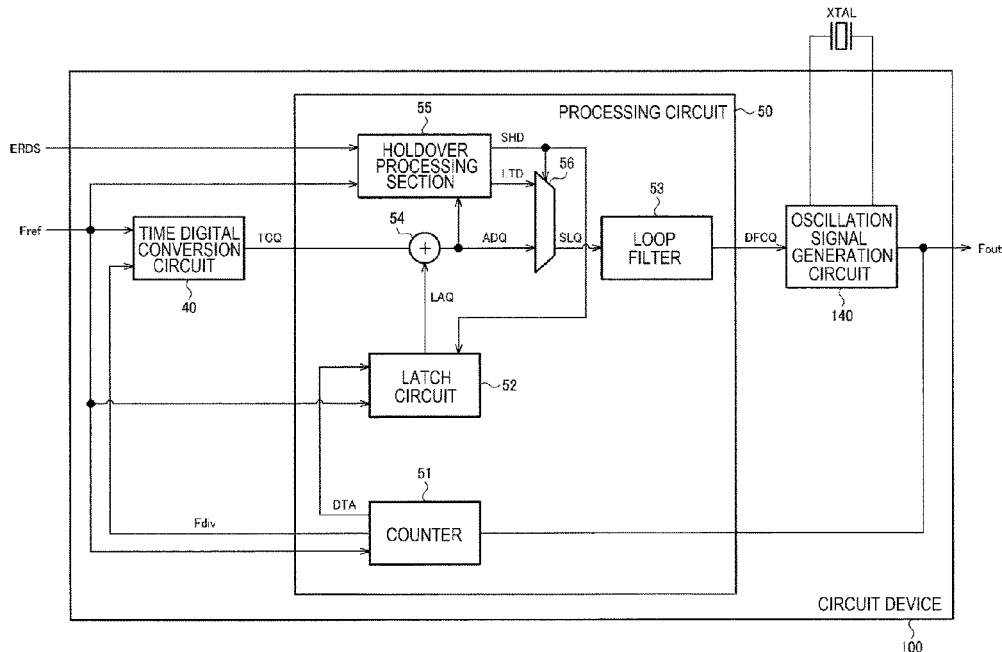 XTAL
PROCESSING CIRCUIT
50
55
ERDS
HOLDOVER
PROCESSING
SECTION
SHD
LTD
56
Fref
TIME DIGITAL
CONVERSION
CIRCUIT
40
TCQ
54
ADQ
SLQ
53
LOOP
FILTER
DFCQ
OSCILLATION
SIGNAL
GENERATION
CIRCUIT
140
Fout
LAQ
LATCH
CIRCUIT
52
51
DTA
Fdiv
COUNTER
CIRCUIT DEVICE
100